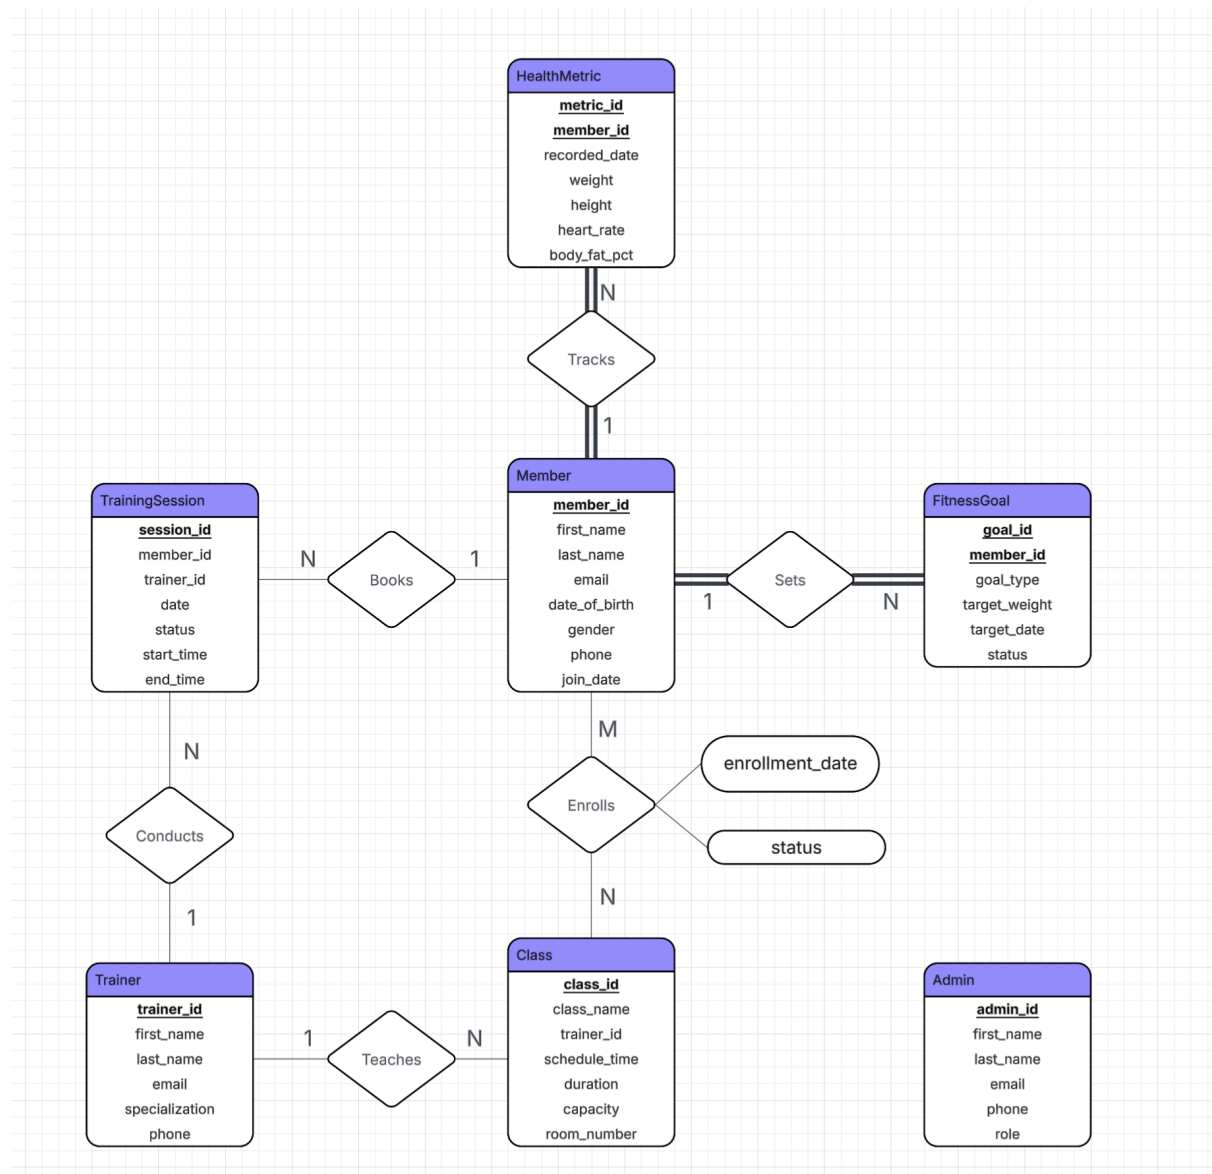 HealthMetric
metric_id
member_id
recorded_date
weight
height
heart_rate
body_fat_pct
N
Tracks
1
TrainingSession
session_id
member_id
trainer_id
date
status
start_time
end_time
N
Books
1
Member
member_id
first_name
last_name
email
date_of_birth
gender
phone
join_date
1
Sets
N
FitnessGoal
goal_id
member_id
goal_type
target_weight
target_date
status
N
Conducts
1
M
Enrolls
enrollment_date
status
N
Trainer
trainer_id
first_name
last_name
email
specialization
phone
1
Teaches
N
Class
class_id
class_name
trainer_id
schedule_time
duration
capacity
room_number
Admin
admin_id
first_name
last_name
email
phone
role